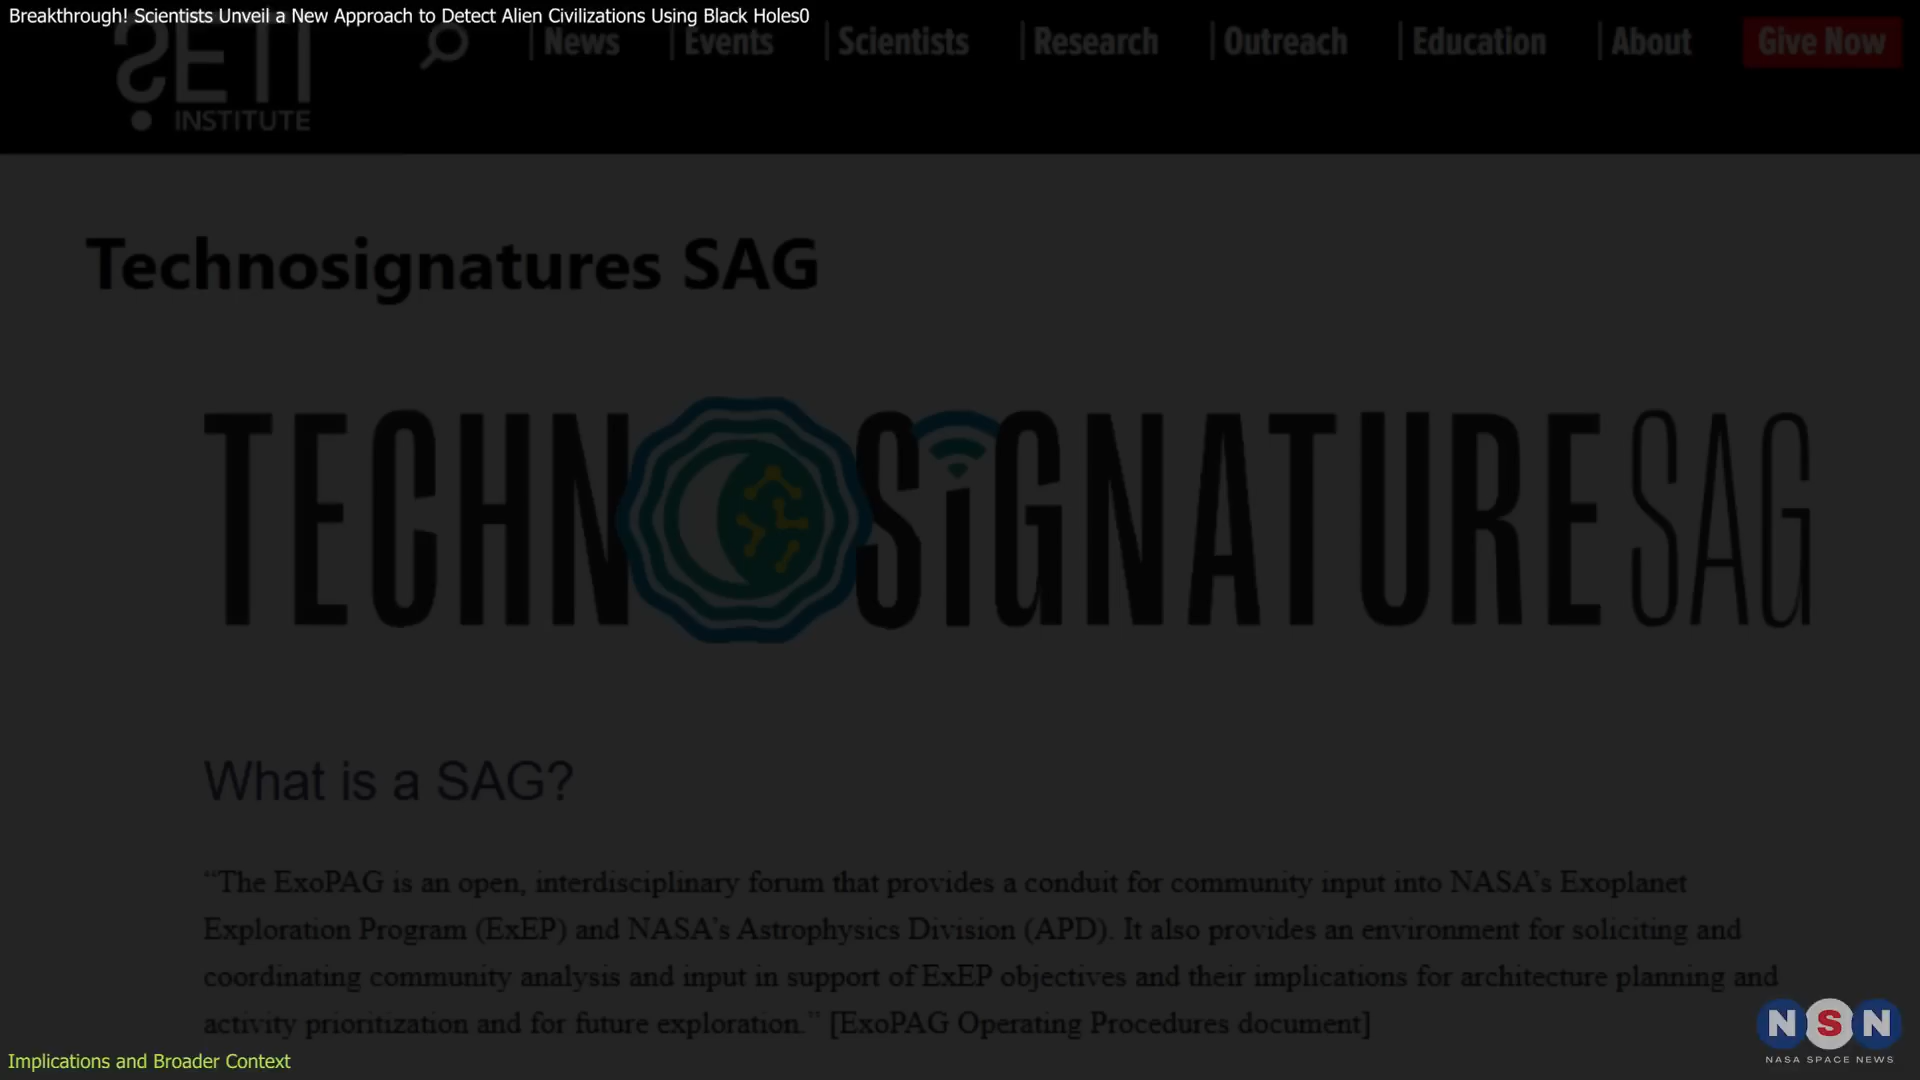 Breakthrough! Scientists Unveil a New Approach to Detect Alien Civilizations Using Black Holes0
SETI
INSTITUTE
News
Events
Scientists
Research
Outreach
Education
About
Give Now
Technosignatures SAG
TECHNOSiGNATURE SAG
What is a SAG?
“The ExoPAG is an open, interdisciplinary forum that provides a conduit for community input into NASA’s Exoplanet
Exploration Program (ExEP) and NASA’s Astrophysics Division (APD). It also provides an environment for soliciting and
coordinating community analysis and input in support of ExEP objectives and their implications for architecture planning and
activity prioritization and for future exploration.” [ExoPAG Operating Procedures document]
NSN
NASA SPACE NEWS
Implications and Broader Context